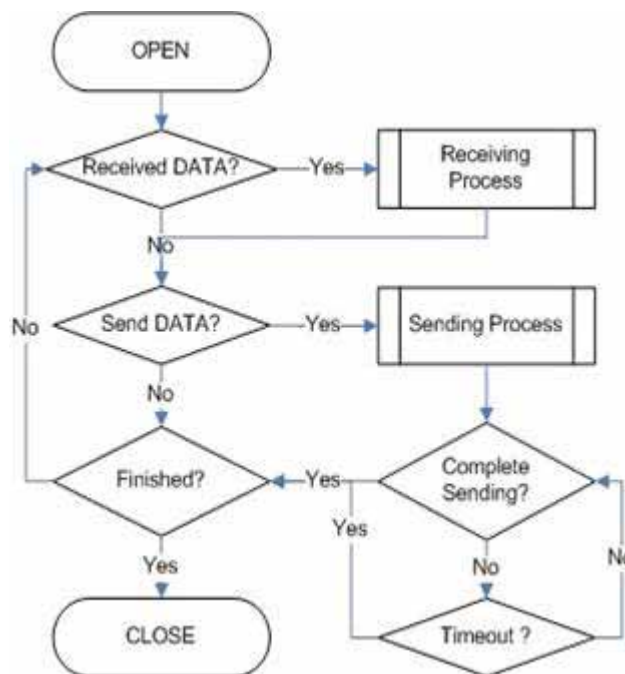 OPEN
Received DATA?
Yes
Receiving
Process
No
Send DATA?
Yes
Sending Process
No
No
Finished?
Yes
Complete
Sending?
Yes
No
No
Yes
CLOSE
Timeout ?